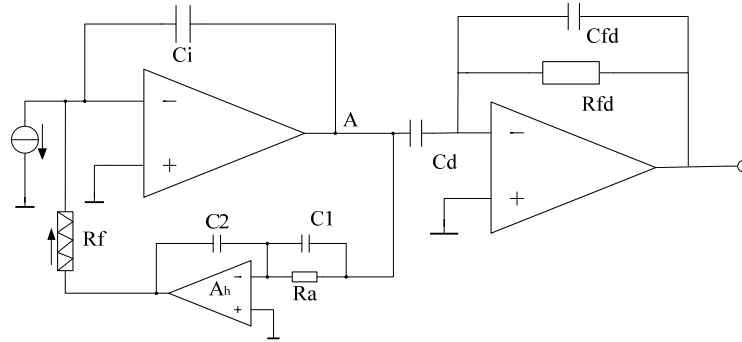 Ci
Cfd
Rfd
−
+
A
Cd
−
+
Rf
C2
C1
Ah
−
+
Ra